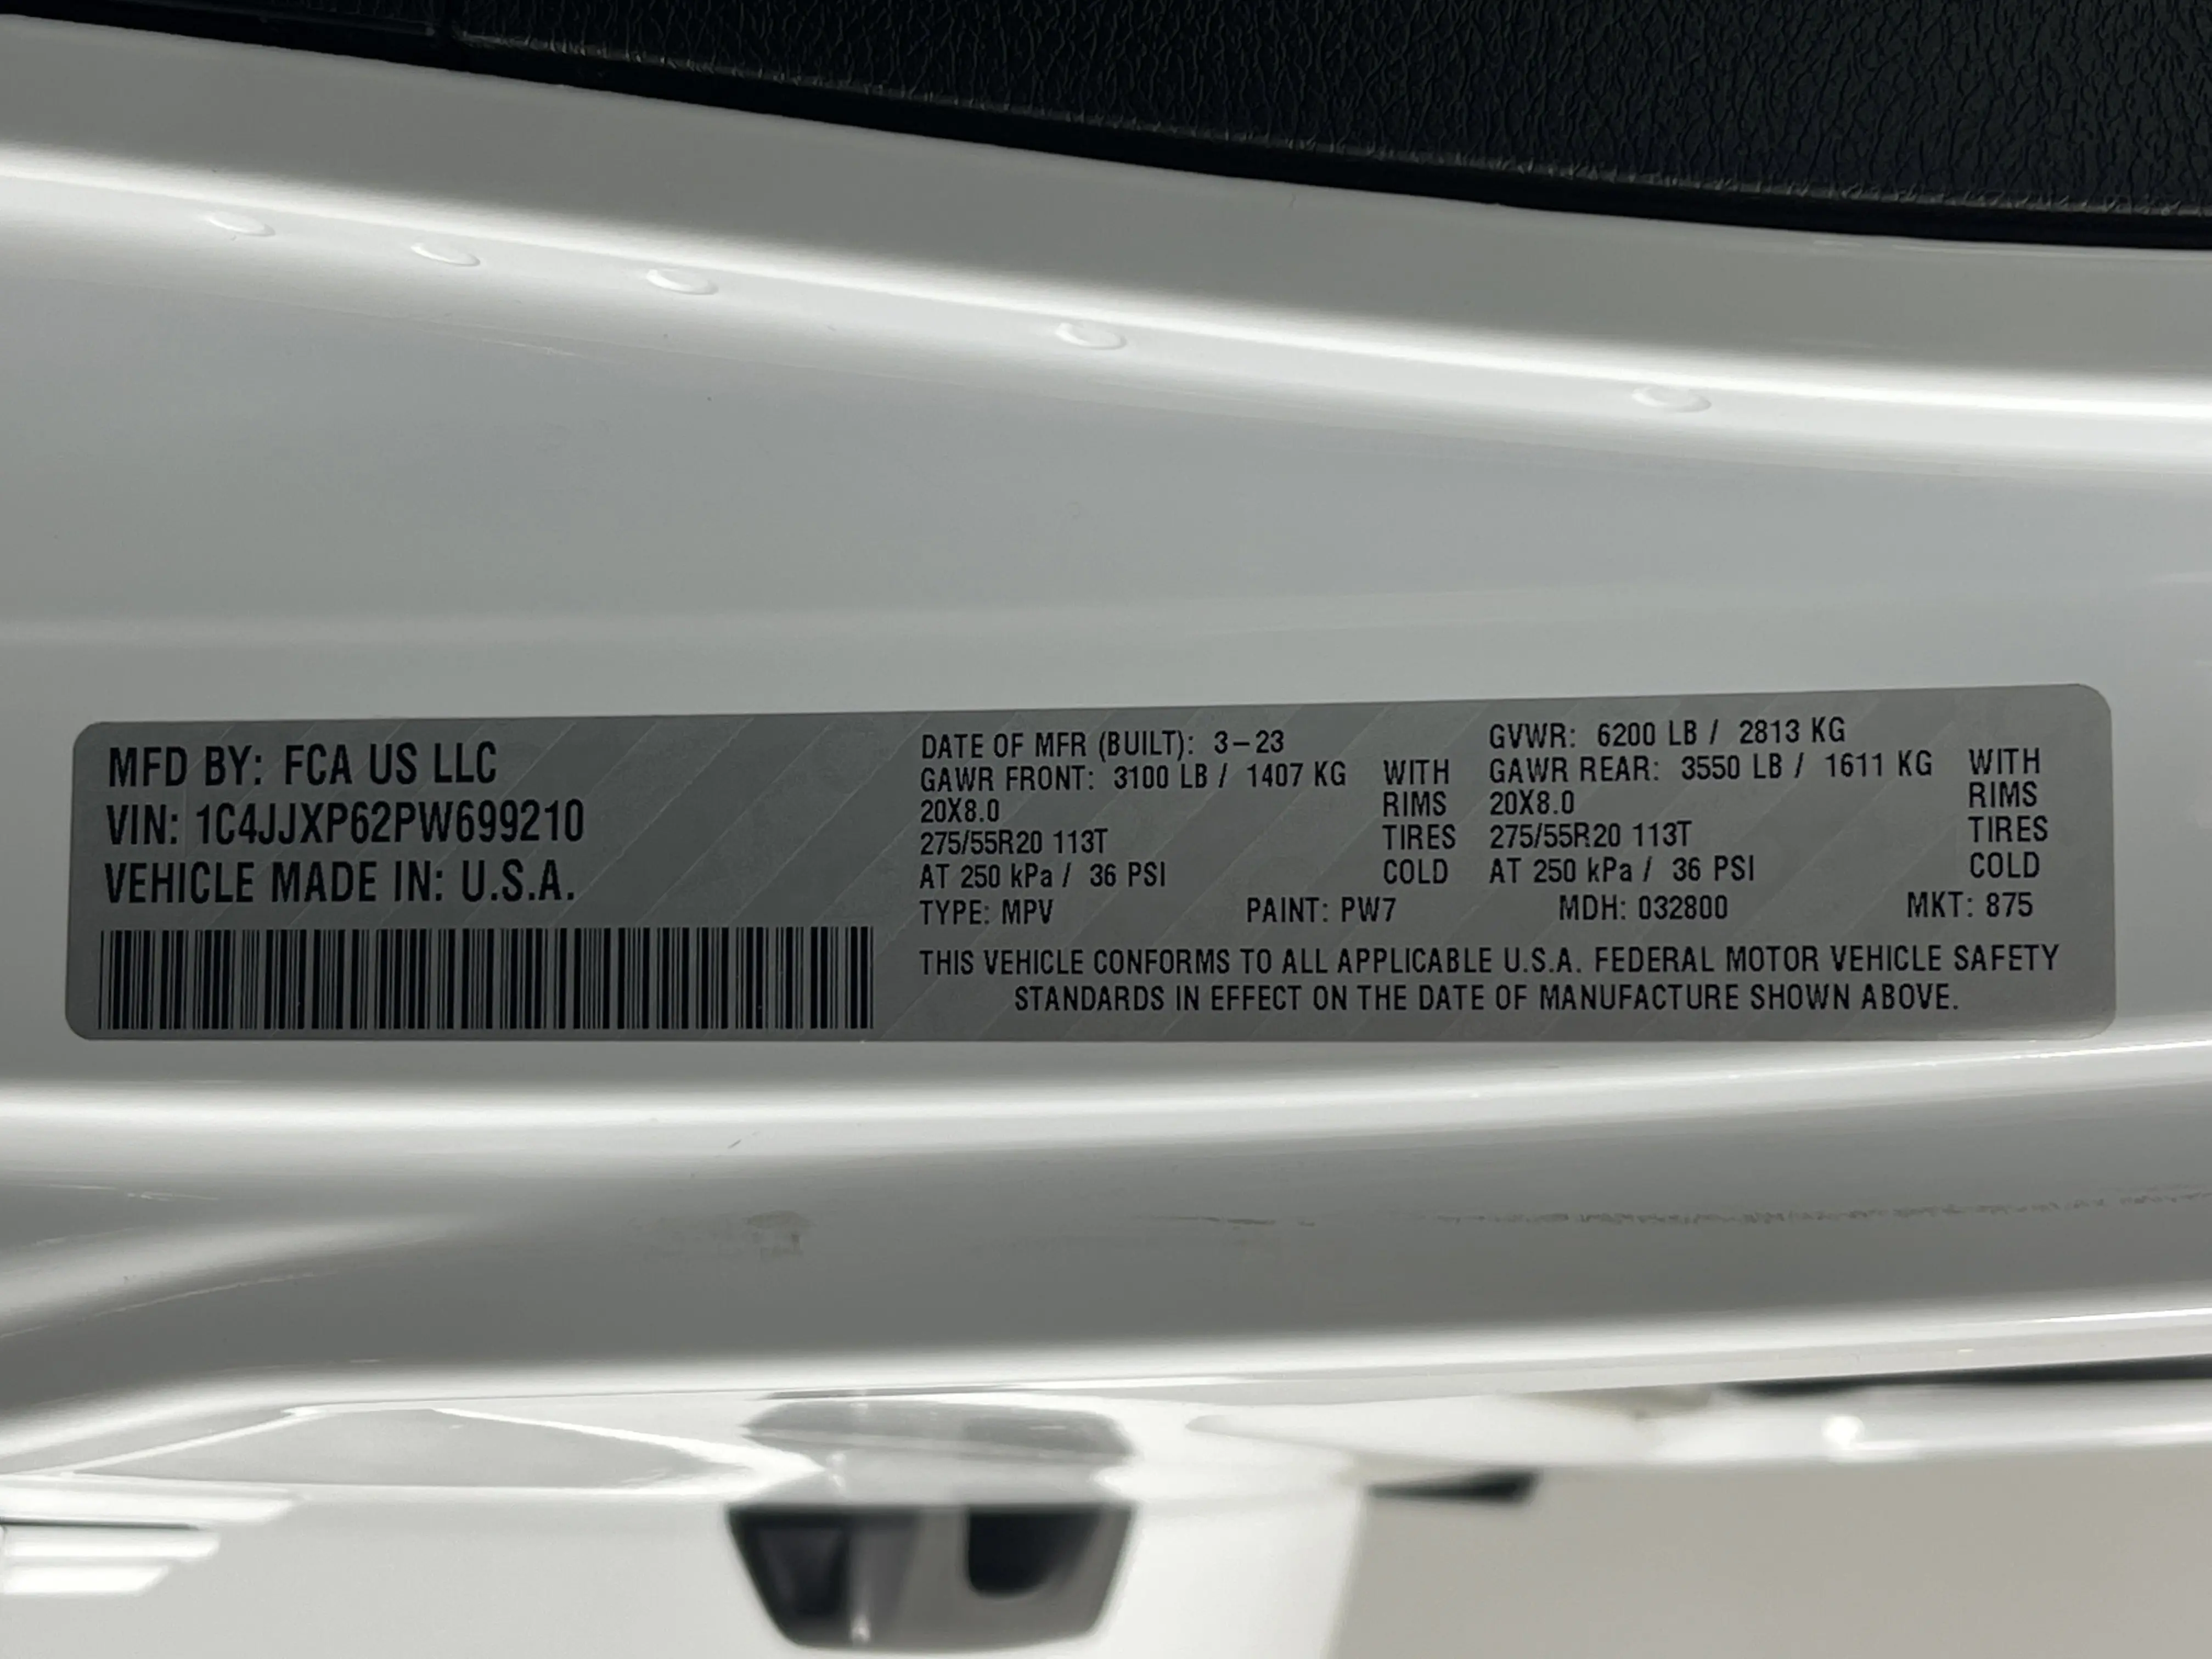 MFD BY: FCA US LLC
VIN: 1C4JJXP62PW699210
VEHICLE MADE IN: U.S.A.
DATE OF MFR (BUILT): 3-23 GVWR: 6200 LB / 2813 KG
GAWR FRONT: 3100 LB / 1407 KG WITH GAWR REAR: 3550 LB / 1611 KG WITH
20X8.0 RIMS 20X8.0 RIMS
275/55R20 113T TIRES 275/55R20 113T TIRES
AT 250 kPa / 36 PSI COLD AT 250 kPa / 36 PSI COLD
TYPE: MPV PAINT: PW7 MDH: 032800 MKT: 875
THIS VEHICLE CONFORMS TO ALL APPLICABLE U.S.A. FEDERAL MOTOR VEHICLE SAFETY
STANDARDS IN EFFECT ON THE DATE OF MANUFACTURE SHOWN ABOVE.